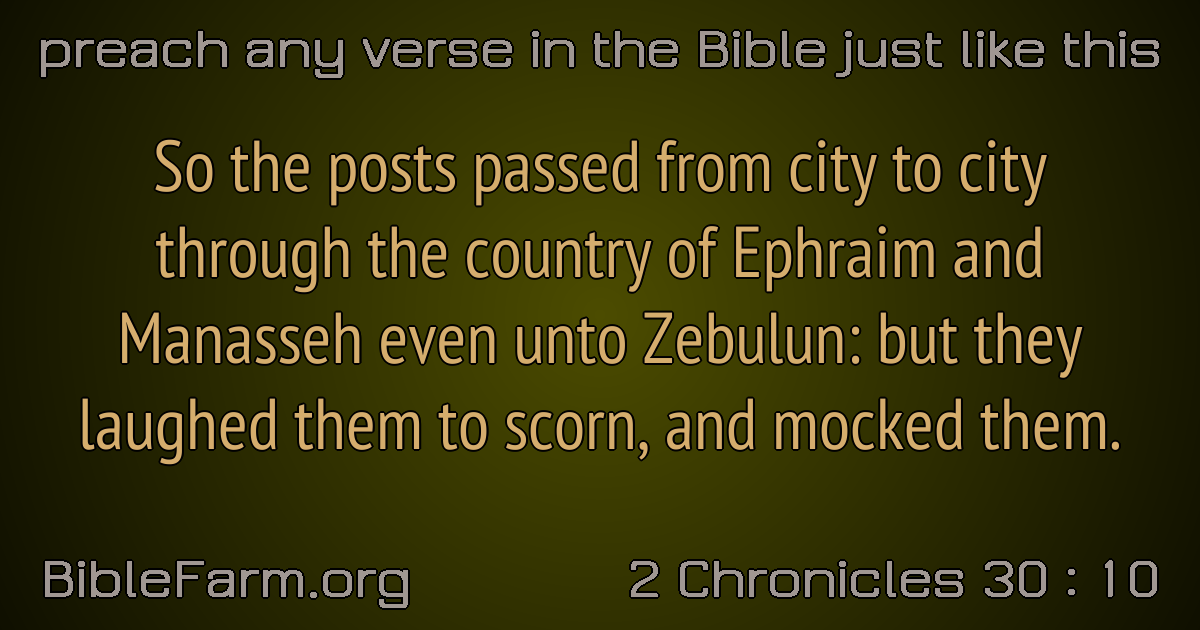 preach any verse in the Bible just like this
So the posts passed from city to city
through the country of Ephraim and
Manasseh even unto Zebulun: but they
laughed them to scorn, and mocked them.
BibleFarm.org
2 Chronicles 30 : 10